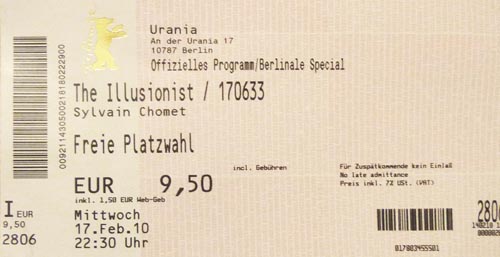 Urania
An der Urania 17
10787 Berlin
Offizielles Programm/Berlinale Special
The Illusionist / 170633
Sylvain Chomet
Freie Platzwahl
incl. Gebühren
EUR 9,50
inkl. 1,50 EUR Web-Geb
Mittwoch
17.Feb.10
22:30 Uhr
Für Zuspätkommende kein Einlaß
No late admittance
Preis inkl. 7% USt. (VAT)
I EUR
9,50
2806
00921143050021618022290​0
017003455501
2806